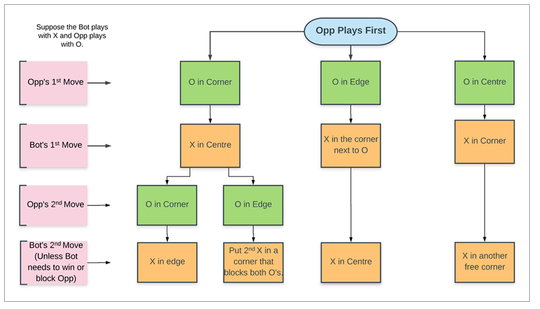 Suppose the Bot plays
with X and Opp plays
with O.
Opp Plays First
Opp's 1st Move
O in Corner
O in Edge
O in Centre
Bot's 1st Move
X in Centre
X in the corner
next to O
X in Corner
Opp's 2nd Move
O in Corner
O in Edge
Bot's 2nd Move
(Unless Bot
needs to win or
block Opp)
X in edge
Put 2nd X in a
corner that
blocks both O's.
X in Centre
X in another
free corner